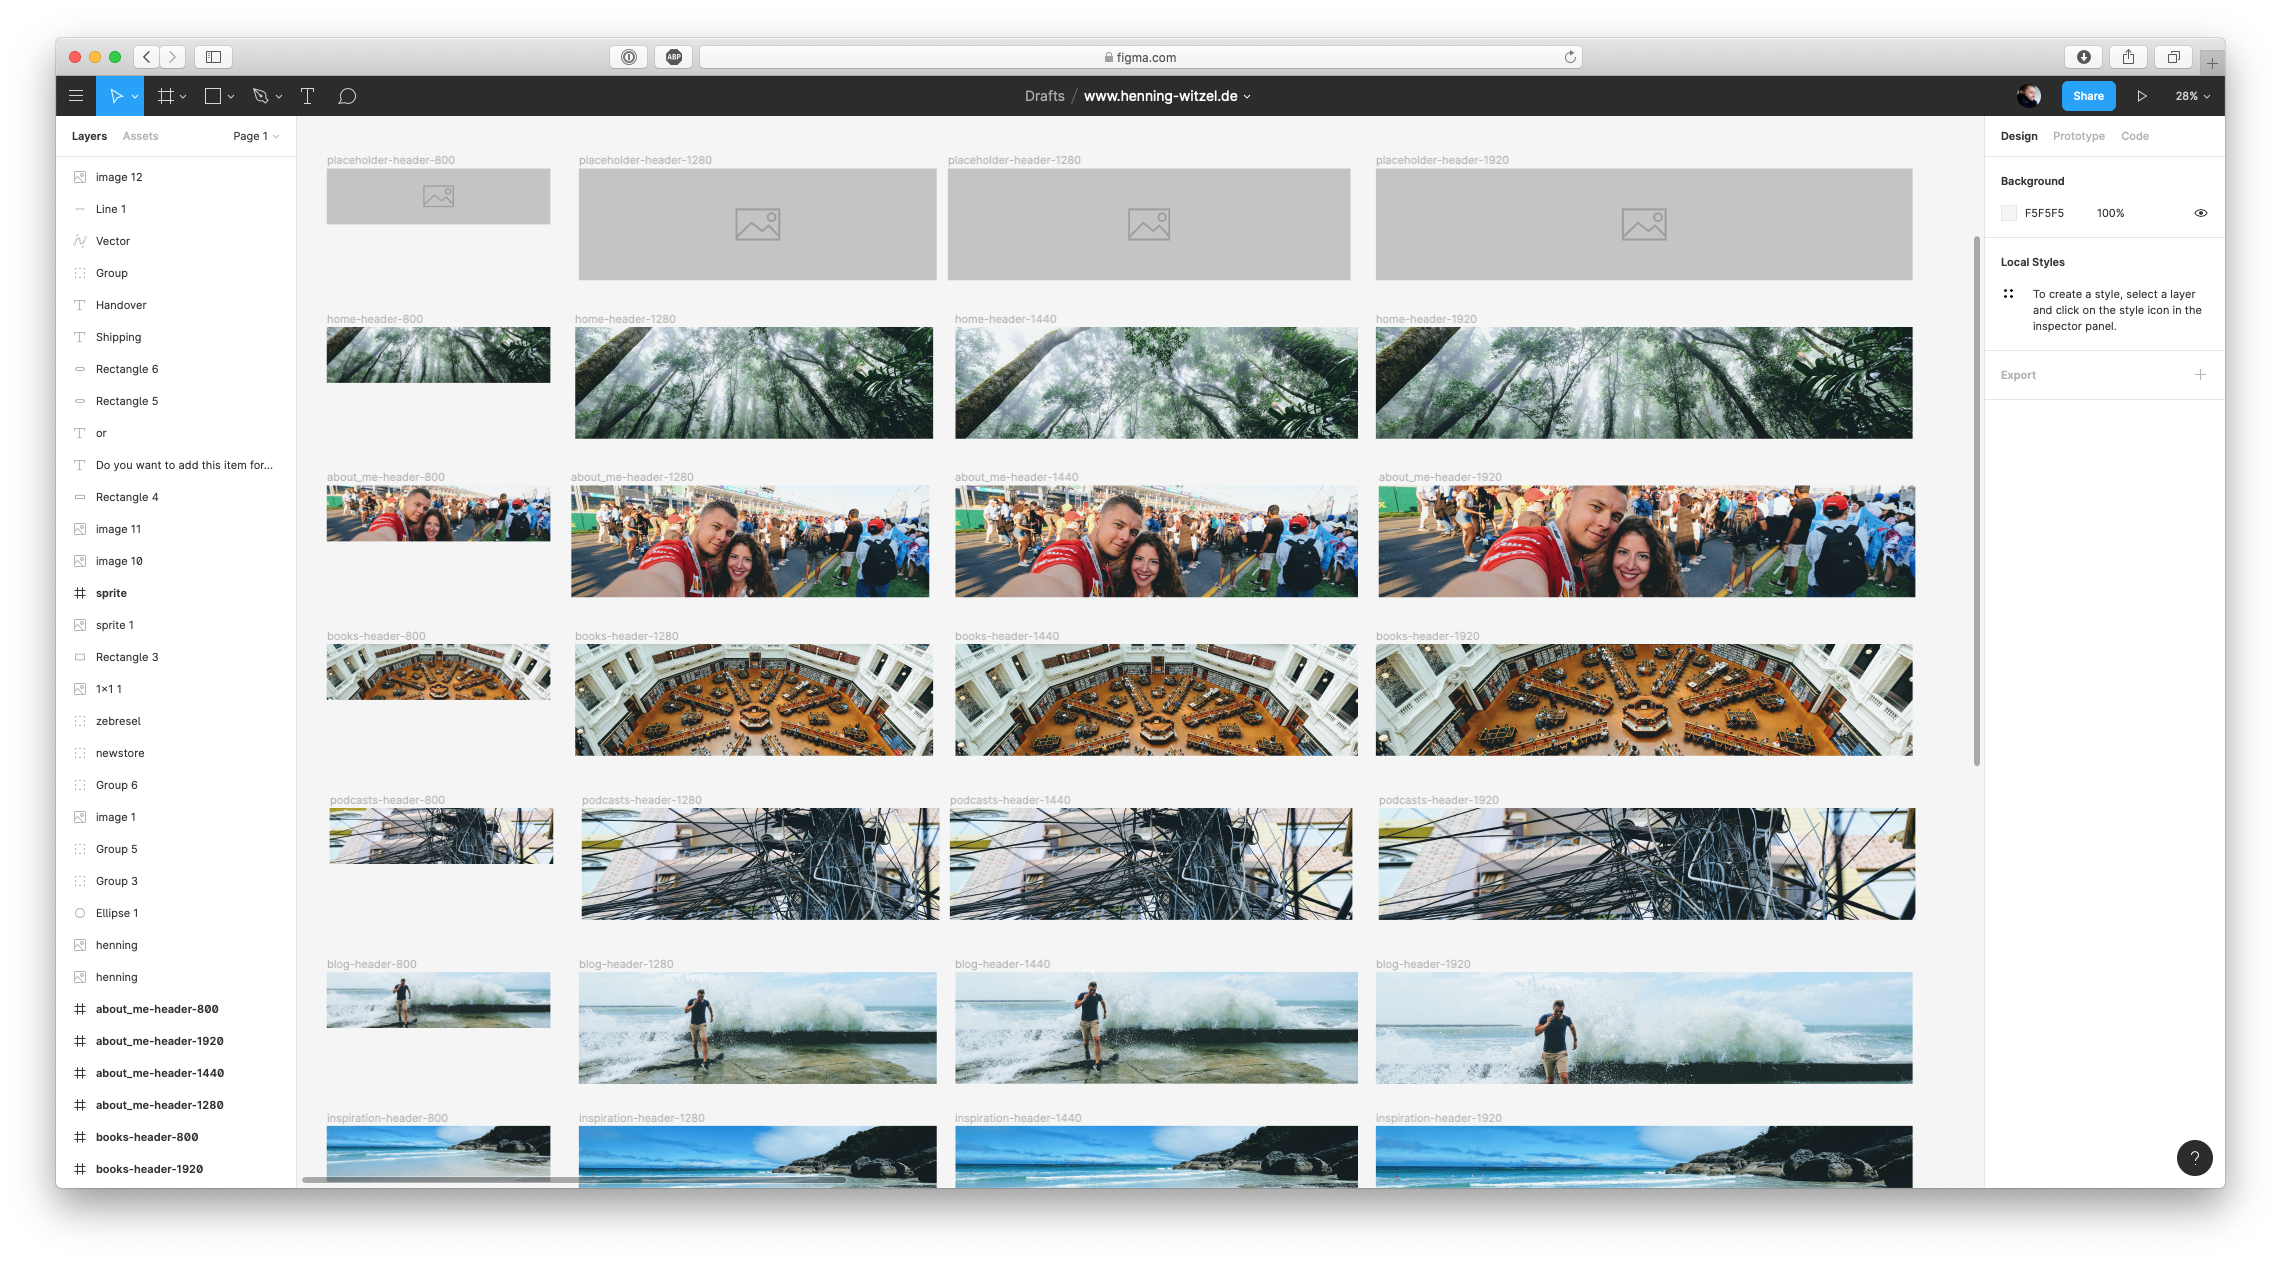 ABP
figma.com
Drafts / www.henning-witzel.de
Share
28%
Layers
Assets
Page 1
image 12
Line 1
Vector
Group
Handover
Shipping
Rectangle 6
Rectangle 5
or
Do you want to add this item for...
Rectangle 4
image 11
image 10
sprite
sprite 1
Rectangle 3
1x1 1
zebresel
newstore
Group 6
image 1
Group 5
Group 3
Ellipse 1
henning
henning
about_me-header-800
about_me-header-1920
about_me-header-1440
about_me-header-1280
books-header-800
books-header-1920
placeholder-header-800
placeholder-header-1280
placeholder-header-1280
placeholder-header-1920
home-header-800
home-header-1280
home-header-1440
home-header-1920
about_me-header-800
about_me-header-1280
about_me-header-1440
about_me-header-1920
books-header-800
books-header-1280
books-header-1440
books-header-1920
podcasts-header-800
podcasts-header-1280
podcasts-header-1440
podcasts-header-1920
blog-header-800
blog-header-1280
blog-header-1440
blog-header-1920
inspiration-header-800
inspiration-header-1280
inspiration-header-1440
inspiration-header-1920
Design
Prototype
Code
Background
F5F5F5
100%
Local Styles
To create a style, select a layer
and click on the style icon in the
inspector panel.
Export
?